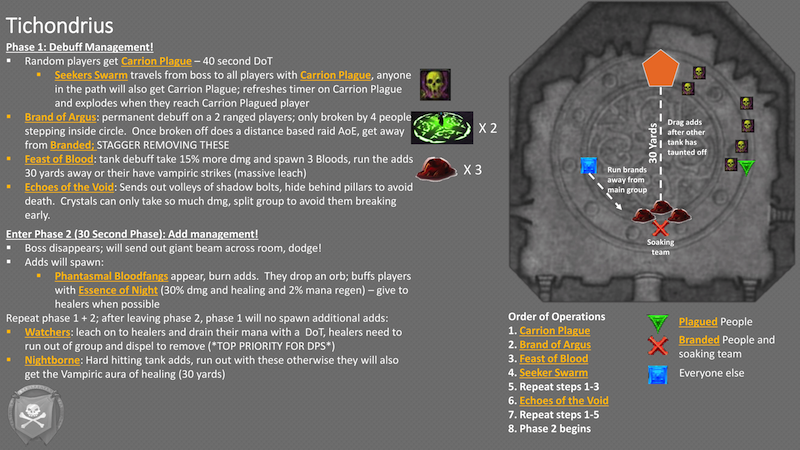 Tichondrius
Phase 1: Debuff Management!
Random players get Carrion Plague – 40 second DoT
Seekers Swarm travels from boss to all players with Carrion Plague, anyone
in the path will also get Carrion Plague; refreshes timer on Carrion Plague
and explodes when they reach Carrion Plagued player
Brand of Argus: permanent debuff on a 2 ranged players; only broken by 4 people
stepping inside circle. Once broken off does a distance based raid AoE, get away
from Branded; STAGGER REMOVING THESE
Feast of Blood: tank debuff take 15% more dmg and spawn 3 Bloods, run the adds
30 yards away or their have vampiric strikes (massive leach)
Echoes of the Void: Sends out volleys of shadow bolts, hide behind pillars to avoid
death. Crystals can only take so much dmg, split group to avoid them breaking
early.
Enter Phase 2 (30 Second Phase): Add management!
Boss disappears; will send out giant beam across room, dodge!
Adds will spawn:
Phantasmal Bloodfangs appear, burn adds. They drop an orb; buffs players
with Essence of Night (30% dmg and healing and 2% mana regen) – give to
healers when possible
Repeat phase 1 + 2; after leaving phase 2, phase 1 will no spawn additional adds:
Watchers: leach on to healers and drain their mana with a DoT, healers need to
run out of group and dispel to remove (*TOP PRIORITY FOR DPS*)
Nightborne: Hard hitting tank adds, run out with these otherwise they will also
get the Vampiric aura of healing (30 yards)
X 2
X 3
30 Yards
Drag adds
after other
tank has
taunted off
Run brands
away from
main group
Soaking
team
Order of Operations
1. Carrion Plague
2. Brand of Argus
3. Feast of Blood
4. Seeker Swarm
5. Repeat steps 1-3
6. Echoes of the Void
7. Repeat steps 1-5
8. Phase 2 begins
Plagued People
Branded People and
soaking team
Everyone else